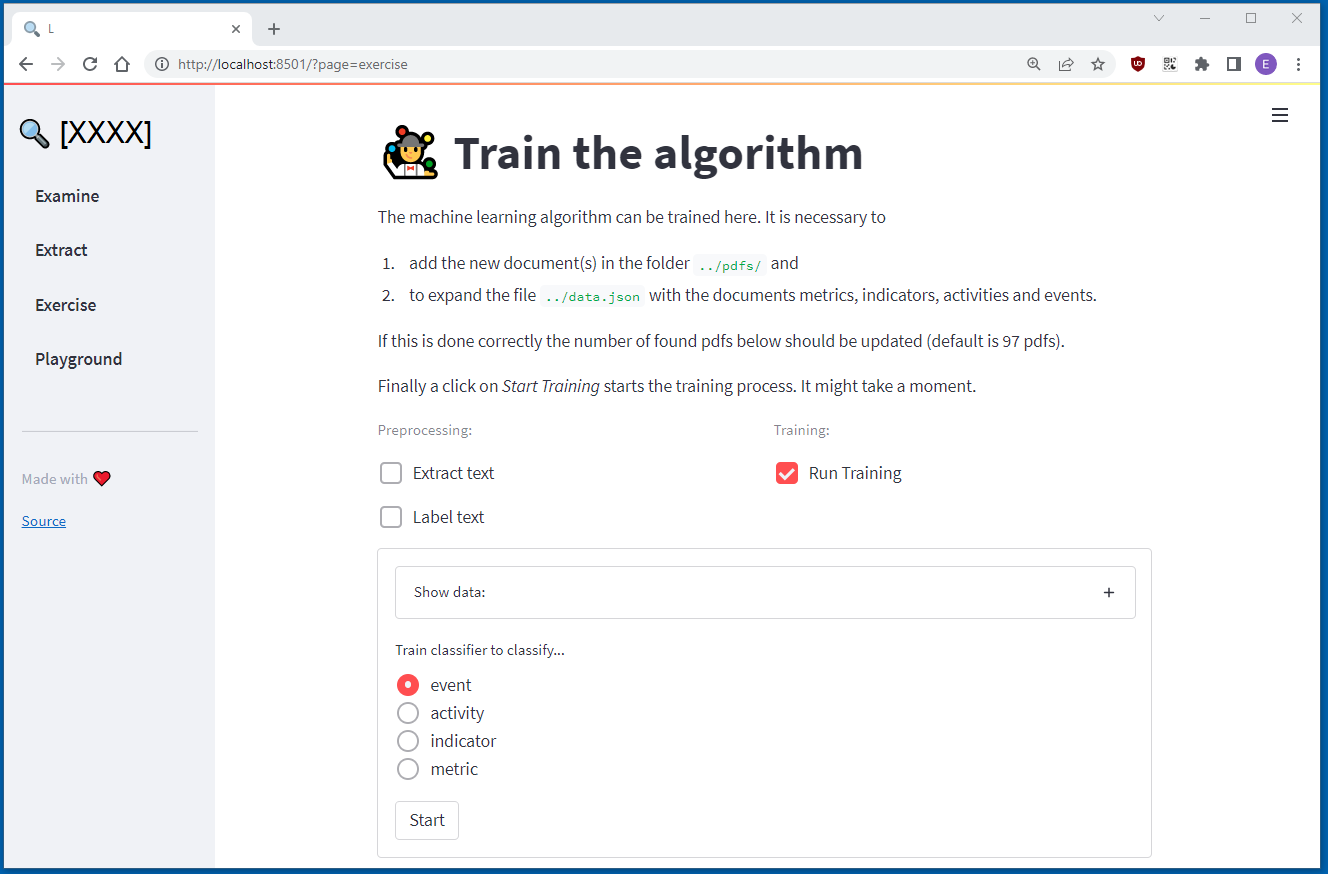 L
http://localhost:8501/?page=exercise
E
[XXXX]
Examine
Extract
Exercise
Playground
Made with
Source
Train the algorithm
The machine learning algorithm can be trained here. It is necessary to
1. add the new document(s) in the folder ../pdfs/ and
2. to expand the file ../data.json with the documents metrics, indicators, activities and events.
If this is done correctly the number of found pdfs below should be updated (default is 97 pdfs).
Finally a click on Start Training starts the training process. It might take a moment.
Preprocessing:
Training:
Extract text
Run Training
Label text
Show data:
Train classifier to classify...
event
activity
indicator
metric
Start